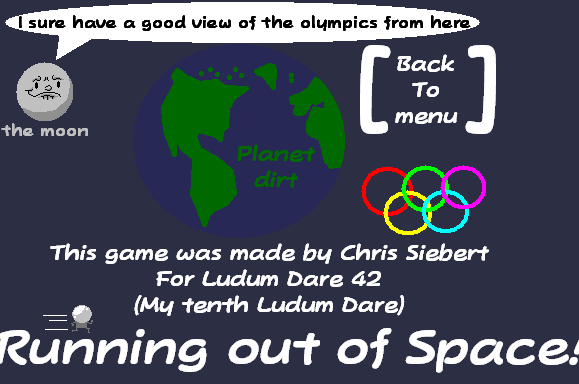 I sure have a good view of the olympics from here
the moon
Back
To
menu
Planet
dirt
This game was made by Chris Siebert
For Ludum Dare 42
(My tenth Ludum Dare)
Running out of Space!